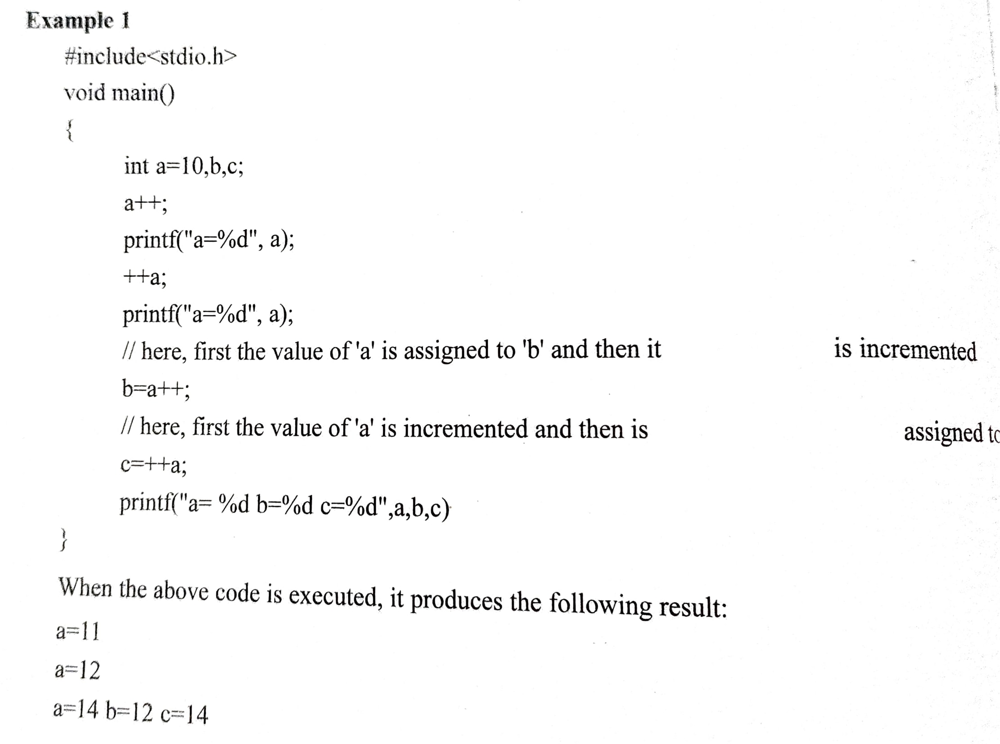 Example 1
#include<stdio.h>
void main()
{
int a=10,b,c;
a++;
printf("a=%d", a);
++a;
printf("a=%d", a);
// here, first the value of 'a' is assigned to 'b' and then it is incremented
b=a++;
// here, first the value of 'a' is incremented and then is assigned to
c=++a;
printf("a= %d b=%d c=%d",a,b,c)
}
When the above code is executed, it produces the following result:
a=11
a=12
a=14 b=12 c=14